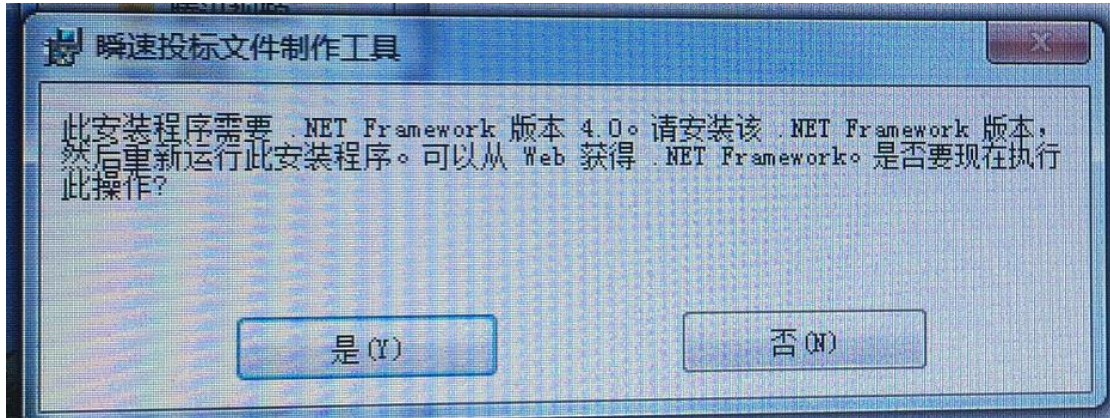 瞬速投标文件制作工具
此安装程序需要 .NET Framework 版本 4.0。请安装该 .NET Framework 版本，
然后重新运行此安装程序。可以从 Web 获得 .NET Framework。是否要现在执行
此操作?
是(Y)
否(N)